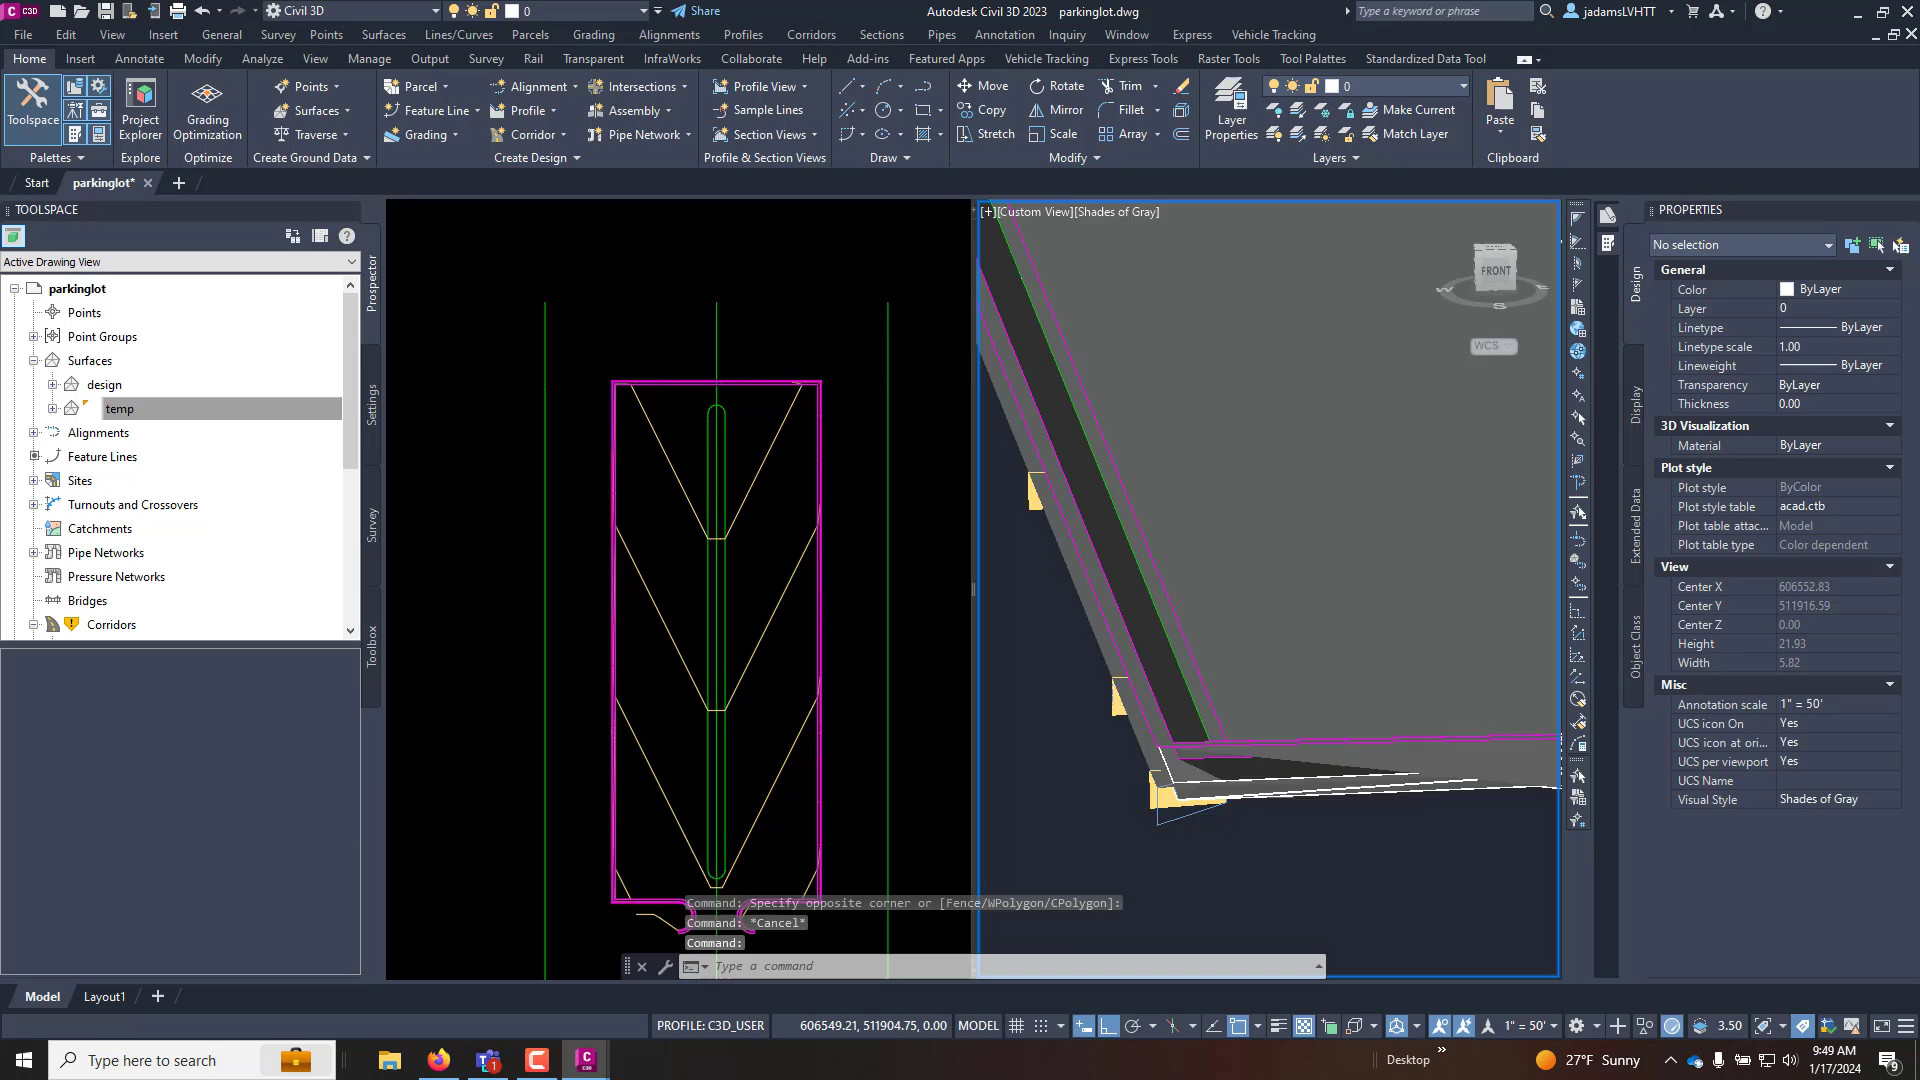 C3D
Civil 3D
0
Share
Autodesk Civil 3D 2023 parkinglot.dwg
Type a keyword or phrase
jadamsLVHTT
File Edit View Insert General Survey Points Surfaces Lines/Curves Parcels Grading Alignments Profiles Corridors Sections Pipes Annotation Inquiry Window Express Vehicle Tracking
Home Insert Annotate Modify Analyze View Manage Output Survey Rail Transparent InfraWorks Collaborate Help Add-ins Featured Apps Vehicle Tracking Express Tools Raster Tools Tool Palettes Standardized Data Tool
Points Parcel Alignment Intersections Profile View Move Rotate Trim 0
Surfaces Feature Line Profile Assembly Sample Lines Copy Mirror Fillet Make Current
Toolspace Project Explorer Grading Optimization Layer Properties Paste
Traverse Grading Corridor Pipe Network Section Views Stretch Scale Array Match Layer
Palettes Explore Optimize Create Ground Data Create Design Profile & Section Views Draw Modify Layers Clipboard
Start parkinglot*
TOOLSPACE
Active Drawing View
parkinglot
Points
Point Groups
Surfaces
design
temp
Alignments
Feature Lines
Sites
Turnouts and Crossovers
Catchments
Pipe Networks
Pressure Networks
Bridges
Corridors
Prospector
Settings
Survey
Toolbox
[+][Custom View][Shades of Gray]
FRONT
W S E
WCS
Command: Specify opposite corner or [Fence/WPolygon/CPolygon]:
Command: *Cancel*
Command:
Type a command
PROPERTIES
No selection
Design
Display
Extended Data
Object Class
General
Color ByLayer
Layer 0
Linetype ByLayer
Linetype scale 1.00
Lineweight ByLayer
Transparency ByLayer
Thickness 0.00
3D Visualization
Material ByLayer
Plot style
Plot style ByColor
Plot style table acad.ctb
Plot table attac... Model
Plot table type Color dependent
View
Center X 606552.83
Center Y 511916.59
Center Z 0.00
Height 21.93
Width 5.82
Misc
Annotation scale 1" = 50'
UCS icon On Yes
UCS icon at ori... Yes
UCS per viewport Yes
UCS Name
Visual Style Shades of Gray
Model Layout1
PROFILE: C3D_USER 606549.21, 511904.75, 0.00 MODEL 1" = 50' 3.50
Type here to search
1
C3D
Desktop
27°F Sunny
9:49 AM
1/17/2024
9